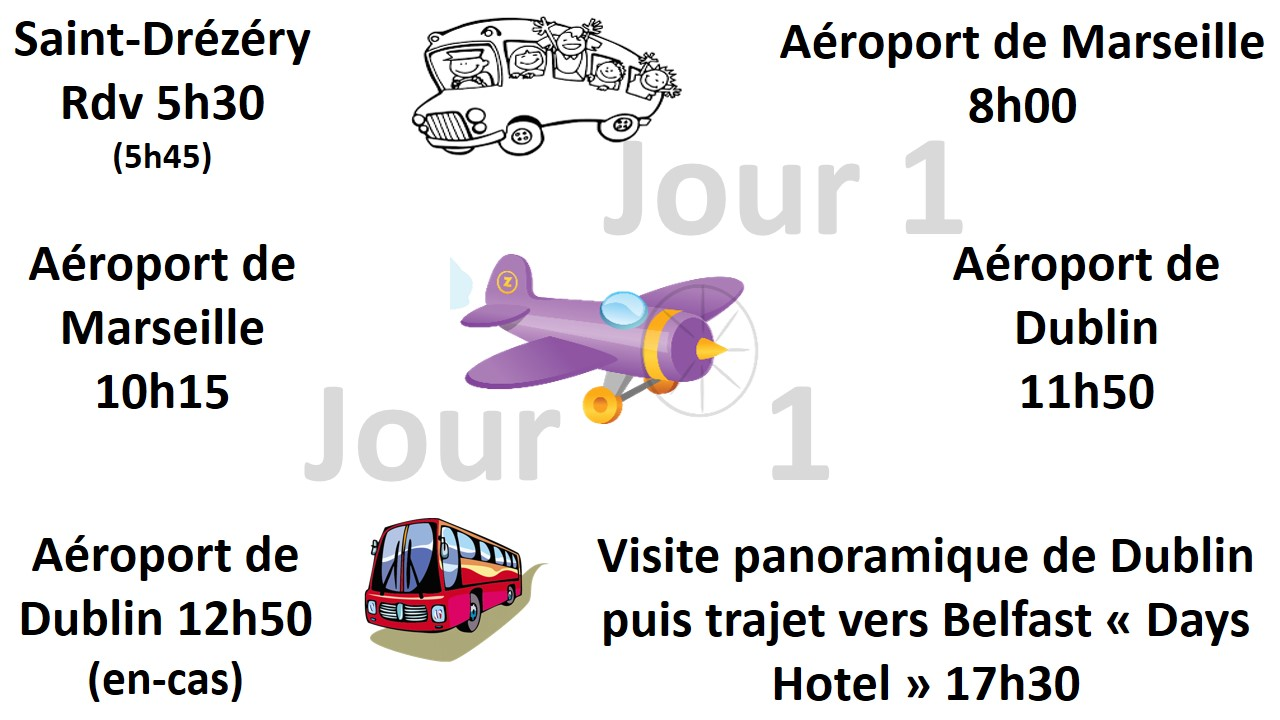 Saint-Drézéry
Rdv 5h30
(5h45)
Aéroport de Marseille
8h00
Jour 1
Aéroport de
Marseille
10h15
Z
Aéroport de
Dublin
11h50
Jour 1
Aéroport de
Dublin 12h50
(en-cas)
Visite panoramique de Dublin
puis trajet vers Belfast « Days
Hotel » 17h30